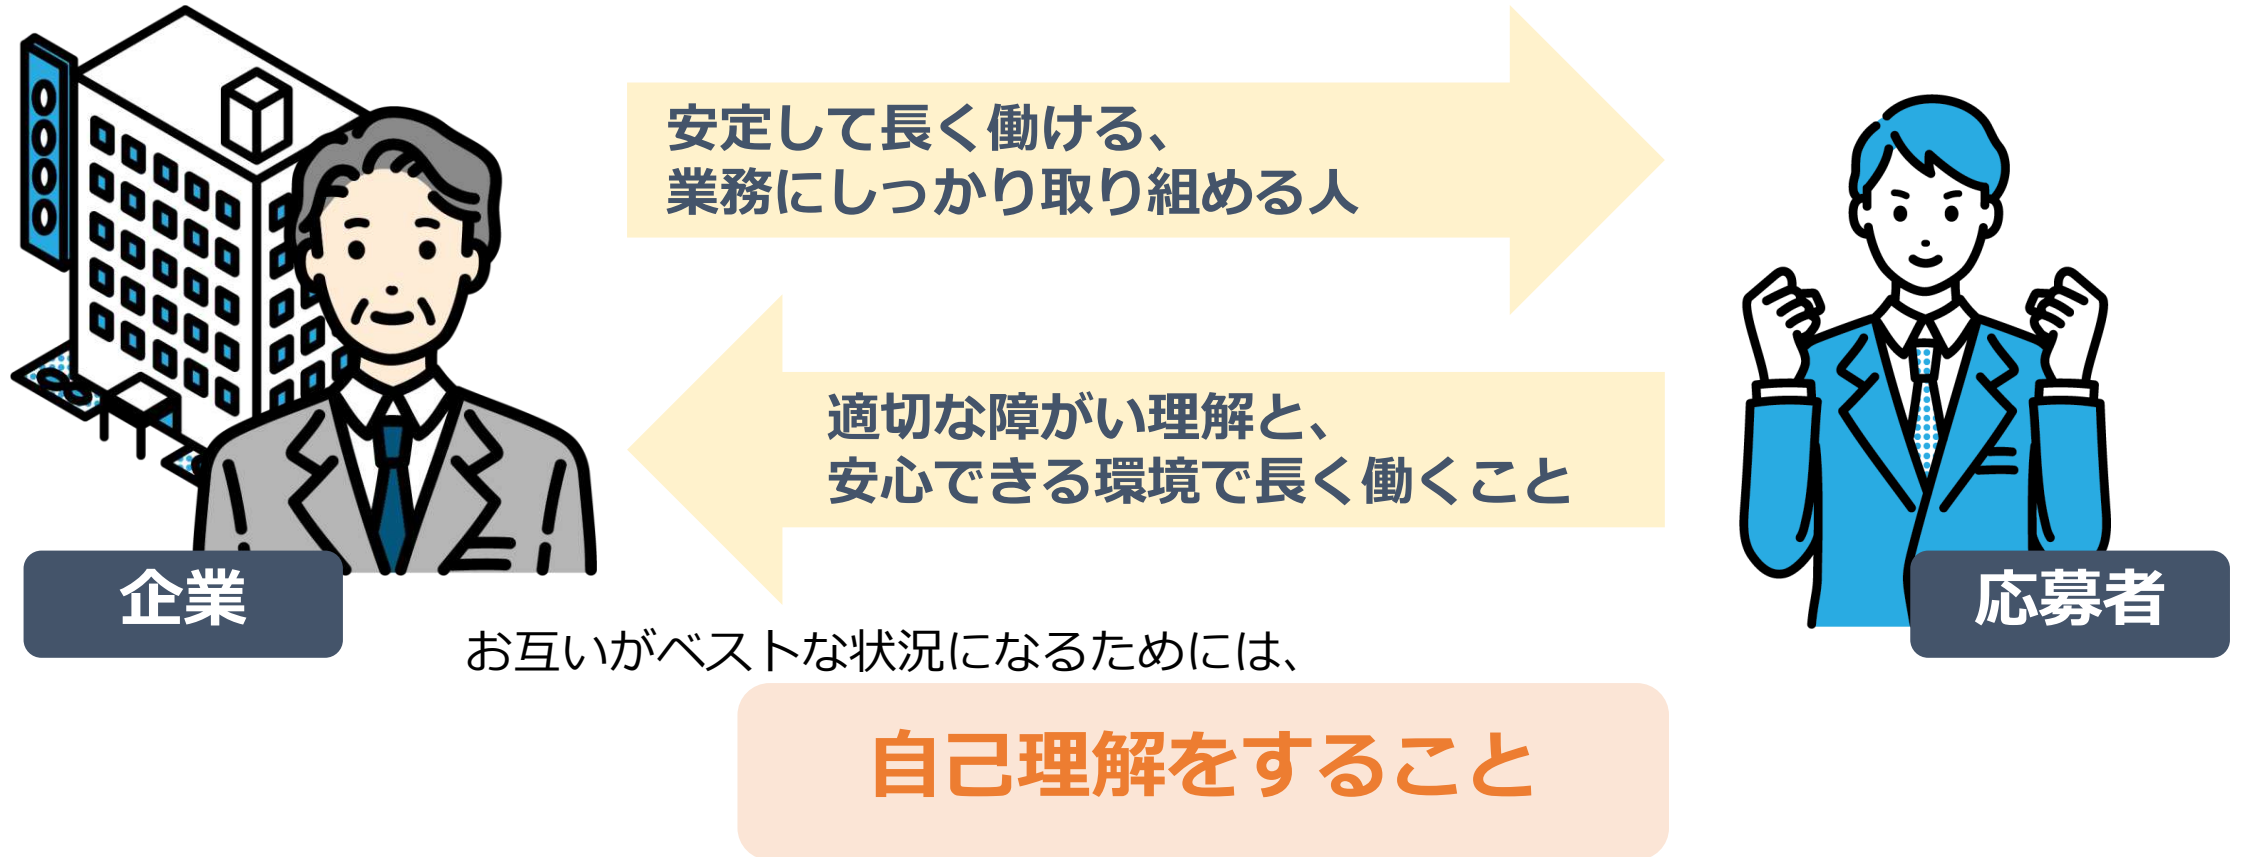 安定して長く働ける、
業務にしっかり取り組める人
適切な障がい理解と、
安心できる環境で長く働くこと
企業
応募者
お互いがベストな状況になるためには、
自己理解をすること